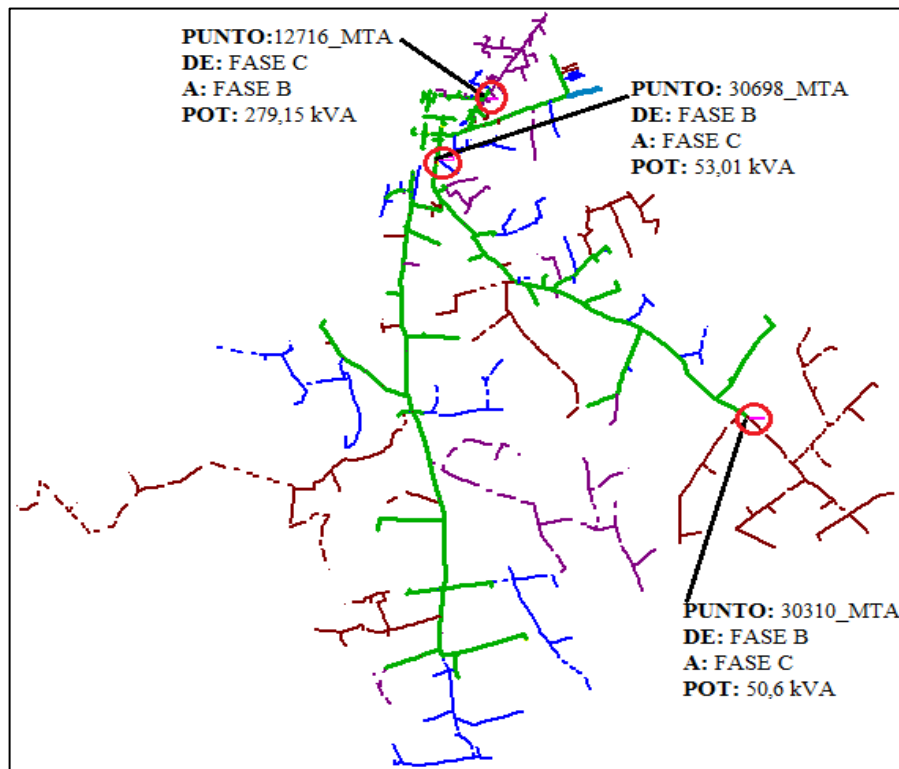 PUNTO:12716_MTA
DE: FASE C
A: FASE B
POT: 279,15 kVA
PUNTO: 30698_MTA
DE: FASE B
A: FASE C
POT: 53,01 kVA
PUNTO: 30310_MTA
DE: FASE B
A: FASE C
POT: 50,6 kVA